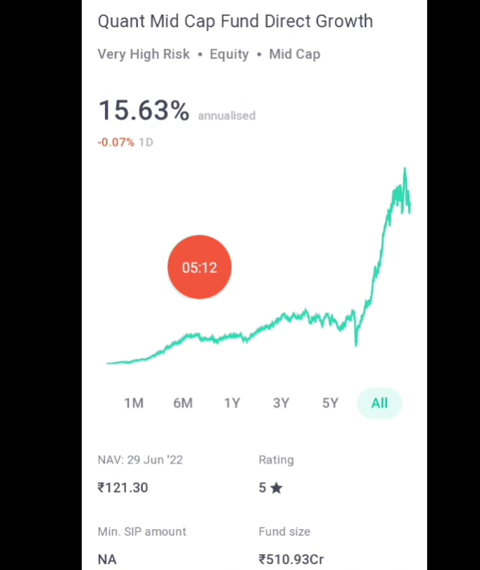 Quant Mid Cap Fund Direct Growth
Very High Risk • Equity • Mid Cap
15.63% annualised
-0.07% 1D
05:12
1M 6M 1Y 3Y 5Y All
NAV: 29 Jun '22 Rating
₹121.30 5 ★
Min. SIP amount Fund size
NA ₹510.93Cr